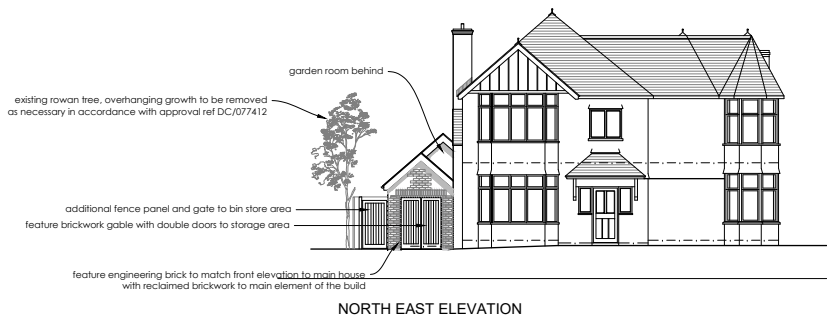 garden room behind
existing rowan tree, overhanging growth to be removed
as necessary in accordance with approval ref DC/077412
additional fence panel and gate to bin store area
feature brickwork gable with double doors to storage area
feature engineering brick to match front elevation to main house
with reclaimed brickwork to main element of the build
NORTH EAST ELEVATION